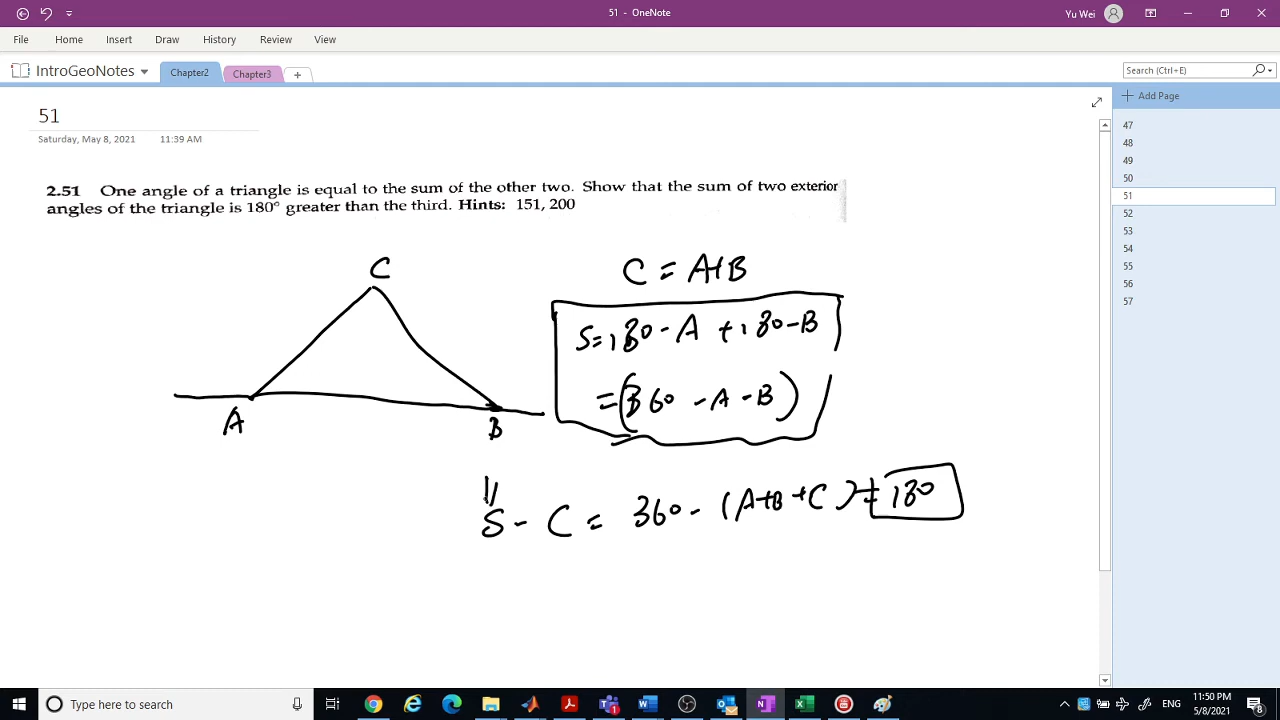 51 - OneNote
Yu Wei
File Home Insert Draw History Review View
IntroGeoNotes Chapter2 Chapter3 +
Search (Ctrl+E)
51
Saturday, May 8, 2021 11:39 AM
2.51 One angle of a triangle is equal to the sum of the other two. Show that the sum of two exterior
angles of the triangle is 180° greater than the third. Hints: 151, 200
C
A
B
C = A+B
S=180-A+180-B
=(360-A-B)
S-C=360-(A+B+C)=180
Add Page
47
48
49
50
51
52
53
54
55
56
57
Type here to search
ENG
11:50 PM
5/8/2021